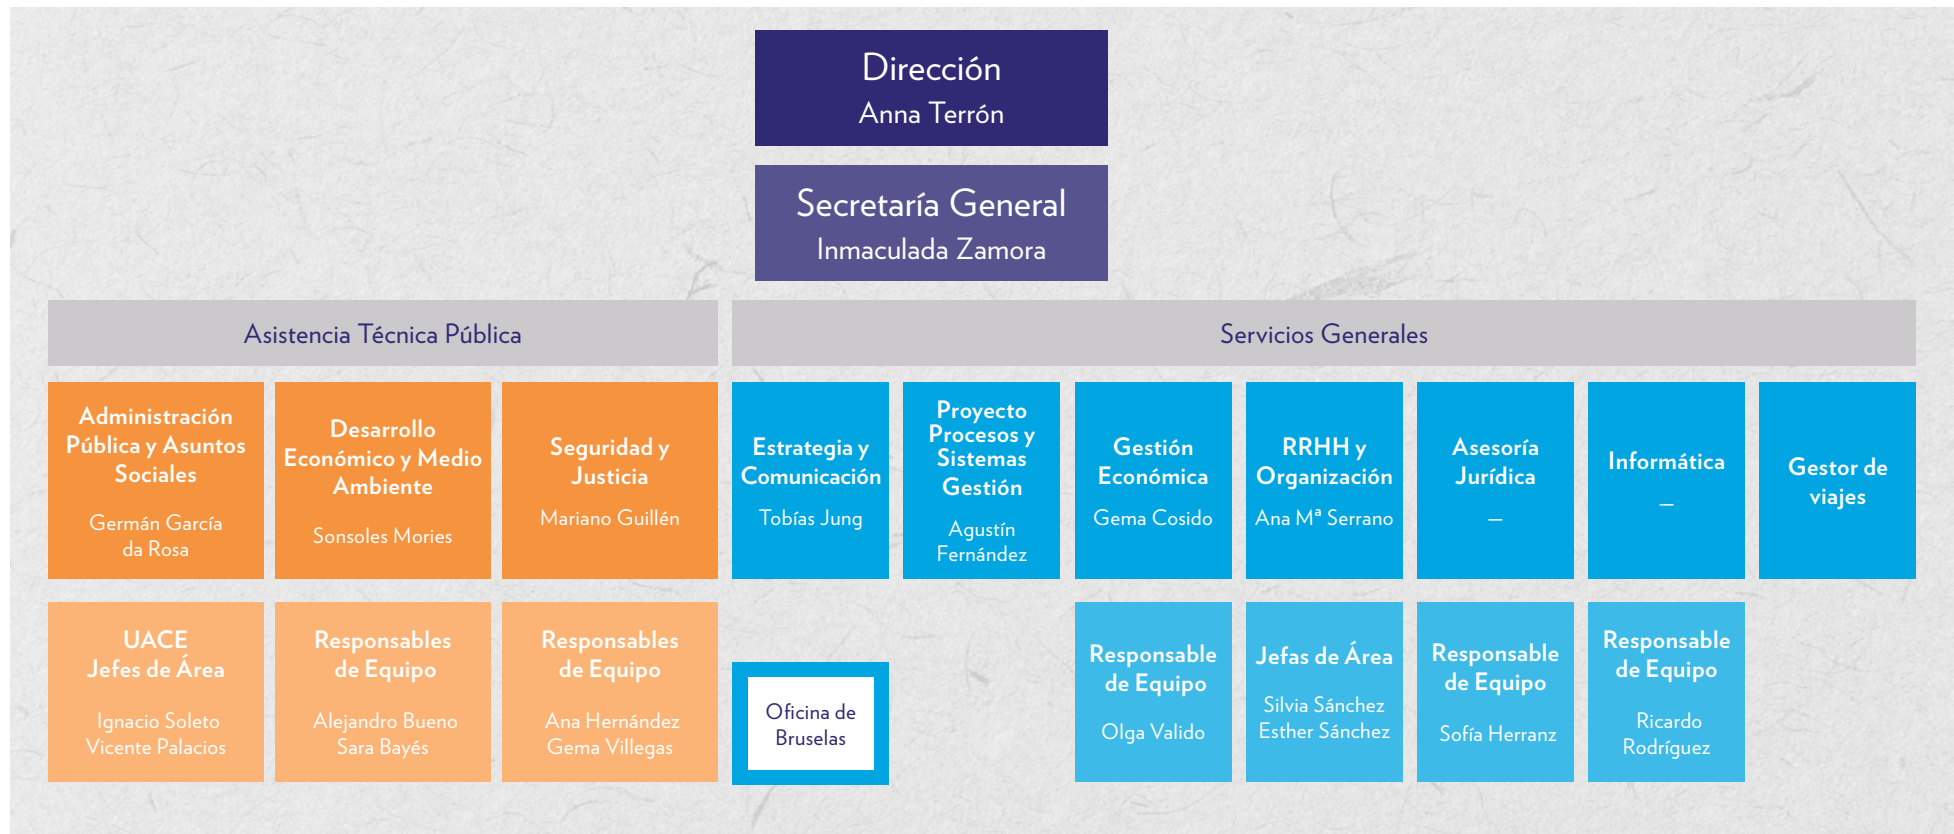 Dirección
Anna Terrón
Secretaría General
Inmaculada Zamora
Asistencia Técnica Pública
Servicios Generales
Administración
Pública y Asuntos
Sociales
Germán García
da Rosa
Desarrollo
Económico y Medio
Ambiente
Sonsoles Mories
Seguridad y
Justicia
Mariano Guillén
Estrategia y
Comunicación
Tobías Jung
Proyecto
Procesos y
Sistemas
Gestión
Agustín
Fernández
Gestión
Económica
Gema Cosido
RRHH y
Organización
Ana Mª Serrano
Asesoría
Jurídica
—
Informática
—
Gestor de
viajes
UACE
Jefes de Área
Ignacio Soleto
Vicente Palacios
Responsables
de Equipo
Alejandro Bueno
Sara Bayés
Responsables
de Equipo
Ana Hernández
Gema Villegas
Oficina de
Bruselas
Responsable
de Equipo
Olga Valido
Jefas de Área
Silvia Sánchez
Esther Sánchez
Responsable
de Equipo
Sofía Herranz
Responsable
de Equipo
Ricardo
Rodríguez